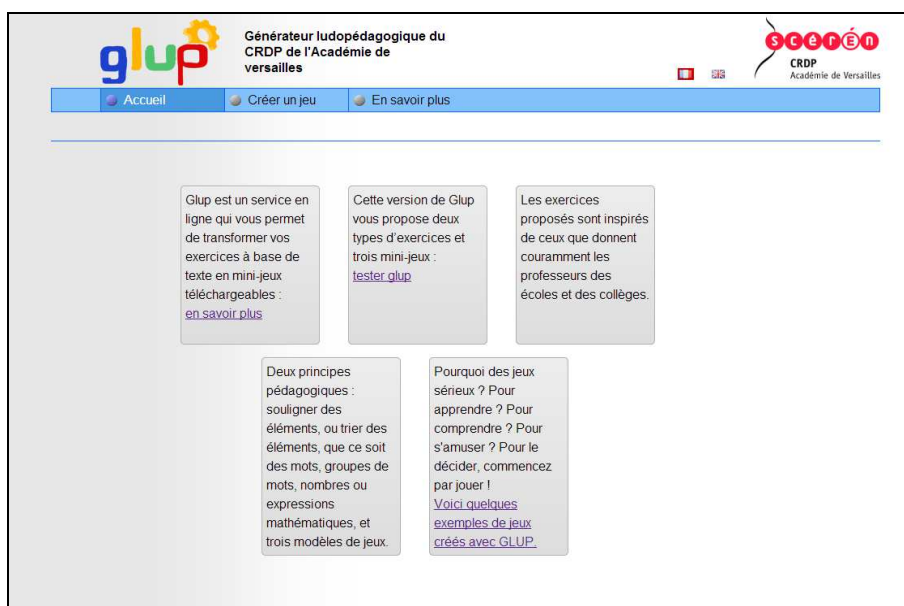 glup
Générateur ludopédagogique du
CRDP de l'Académie de
versailles
scérén
CRDP
Académie de Versailles
Accueil
Créer un jeu
En savoir plus
Glup est un service en
ligne qui vous permet
de transformer vos
exercices à base de
texte en mini-jeux
téléchargeables :
en savoir plus
Cette version de Glup
vous propose deux
types d'exercices et
trois mini-jeux :
tester glup
Les exercices
proposés sont inspirés
de ceux que donnent
couramment les
professeurs des
écoles et des collèges.
Deux principes
pédagogiques :
souligner des
éléments, ou trier des
éléments, que ce soit
des mots, groupes de
mots, nombres ou
expressions
mathématiques, et
trois modèles de jeux.
Pourquoi des jeux
sérieux ? Pour
apprendre ? Pour
comprendre ? Pour
s'amuser ? Pour le
décider, commencez
par jouer !
Voici quelques
exemples de jeux
créés avec GLUP.